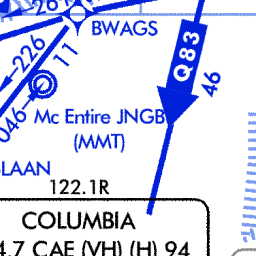 26
BWAGS
226
11
Q83
46
046
Mc Entire JNGB
(MMT)
LAAN
122.1R
COLUMBIA
4.7 CAE (VH) (H) 94